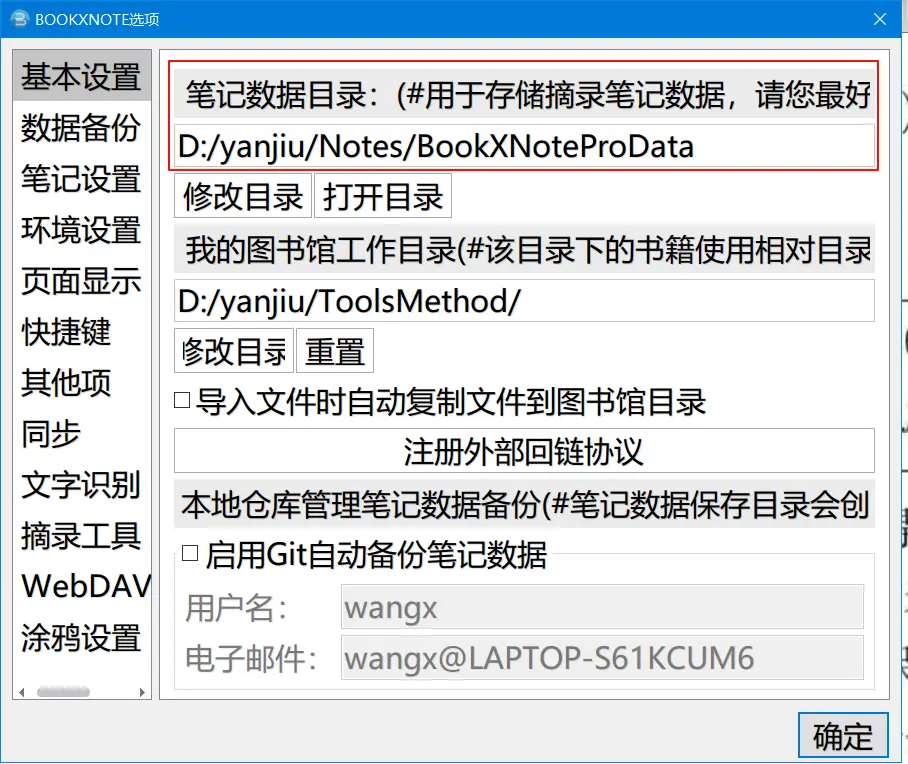 BOOKXNOTE选项
基本设置
数据备份
笔记设置
环境设置
页面显示
快捷键
其他项
同步
文字识别
摘录工具
WebDAV
涂鸦设置
笔记数据目录：(#用于存储摘录笔记数据，请您最好
D:/yanjiu/Notes/BookXNoteProData
修改目录 打开目录
我的图书馆工作目录(#该目录下的书籍使用相对目录
D:/yanjiu/ToolsMethod/
修改目录 重置
导入文件时自动复制文件到图书馆目录
注册外部回链协议
本地仓库管理笔记数据备份(#笔记数据保存目录会创
启用Git自动备份笔记数据
用户名： wangx
电子邮件： wangx@LAPTOP-S61KCUM6
确定